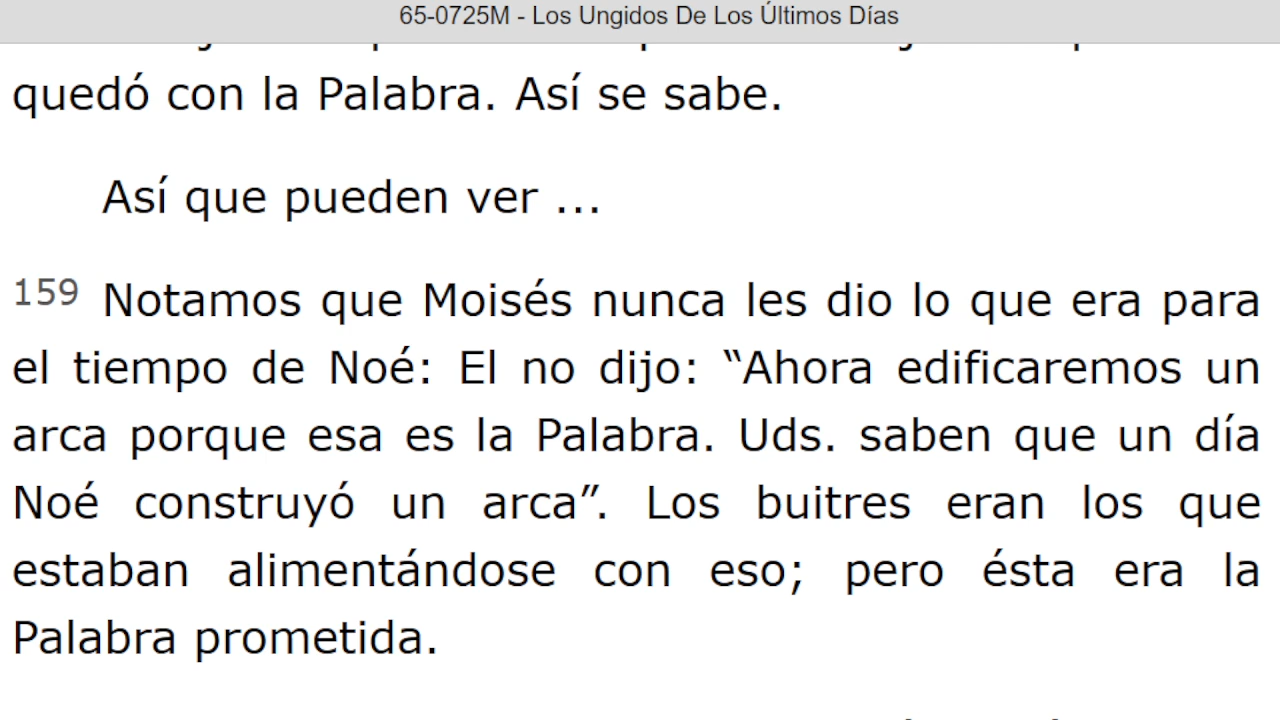 65-0725M - Los Ungidos De Los Últimos Días
quedó con la Palabra. Así se sabe.
Así que pueden ver ...
159 Notamos que Moisés nunca les dio lo que era para
el tiempo de Noé: El no dijo: “Ahora edificaremos un
arca porque esa es la Palabra. Uds. saben que un día
Noé construyó un arca”. Los buitres eran los que
estaban alimentándose con eso; pero ésta era la
Palabra prometida.